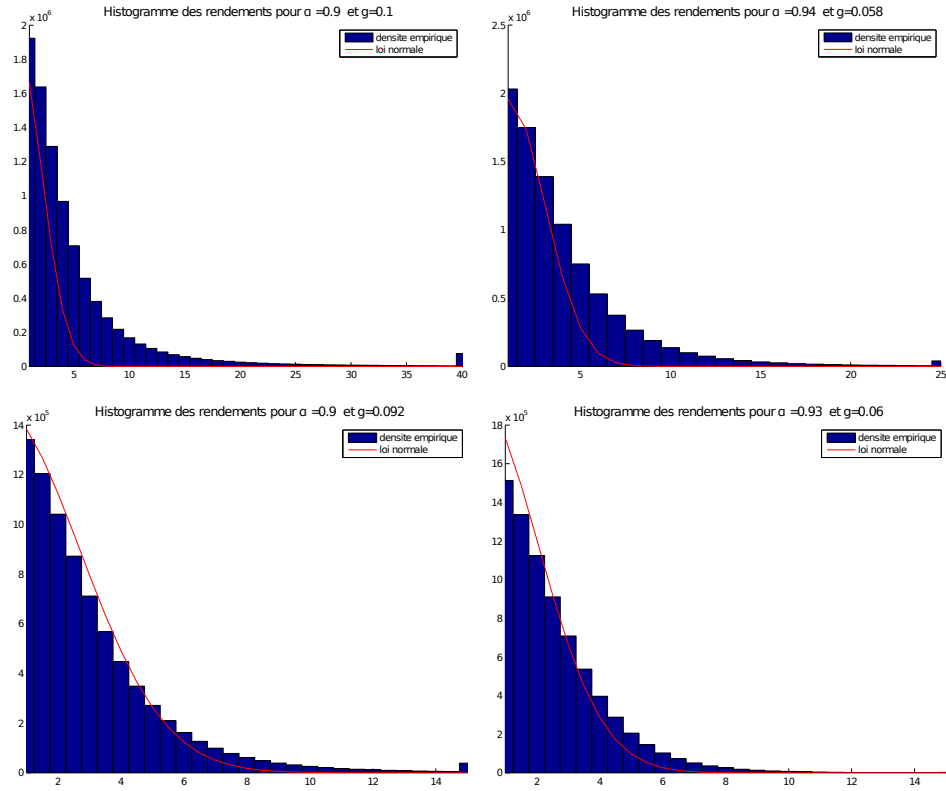 Histogramme des rendements pour α =0.9 et g=0.1
x 10^6
densite empirique
loi normale
2
1.8
1.6
1.4
1.2
1
0.8
0.6
0.4
0.2
0
5 10 15 20 25 30 35 40
Histogramme des rendements pour α =0.94 et g=0.058
x 10^6
densite empirique
loi normale
2.5
2
1.5
1
0.5
0
5 10 15 20 25
Histogramme des rendements pour α =0.9 et g=0.092
x 10^5
densite empirique
loi normale
14
12
10
8
6
4
2
0
2 4 6 8 10 12 14
Histogramme des rendements pour α =0.93 et g=0.06
x 10^5
densite empirique
loi normale
18
16
14
12
10
8
6
4
2
0
2 4 6 8 10 12 14